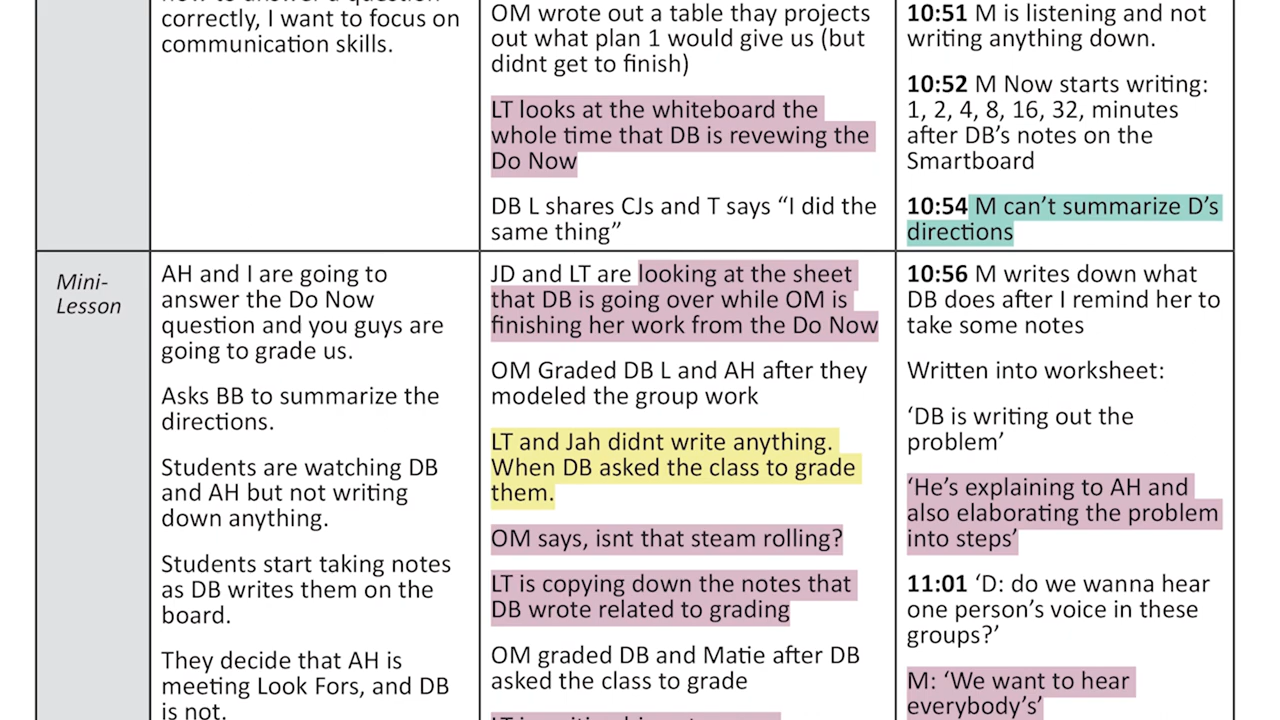 correctly, I want to focus on
communication skills.
OM wrote out a table thay projects
out what plan 1 would give us (but
didnt get to finish)
LT looks at the whiteboard the
whole time that DB is revewing the
Do Now
DB L shares CJs and T says “I did the
same thing”
10:51 M is listening and not
writing anything down.
10:52 M Now starts writing:
1, 2, 4, 8, 16, 32, minutes
after DB’s notes on the
Smartboard
10:54 M can’t summarize D’s
directions
Mini-
Lesson
AH and I are going to
answer the Do Now
question and you guys are
going to grade us.
Asks BB to summarize the
directions.
Students are watching DB
and AH but not writing
down anything.
Students start taking notes
as DB writes them on the
board.
They decide that AH is
meeting Look Fors, and DB
is not.
JD and LT are looking at the sheet
that DB is going over while OM is
finishing her work from the Do Now
OM Graded DB L and AH after they
modeled the group work
LT and Jah didnt write anything.
When DB asked the class to grade
them.
OM says, isnt that steam rolling?
LT is copying down the notes that
DB wrote related to grading
OM graded DB and Matie after DB
asked the class to grade
10:56 M writes down what
DB does after I remind her to
take some notes
Written into worksheet:
‘DB is writing out the
problem’
‘He’s explaining to AH and
also elaborating the problem
into steps’
11:01 ‘D: do we wanna hear
one person’s voice in these
groups?’
M: ‘We want to hear
everybody’s’